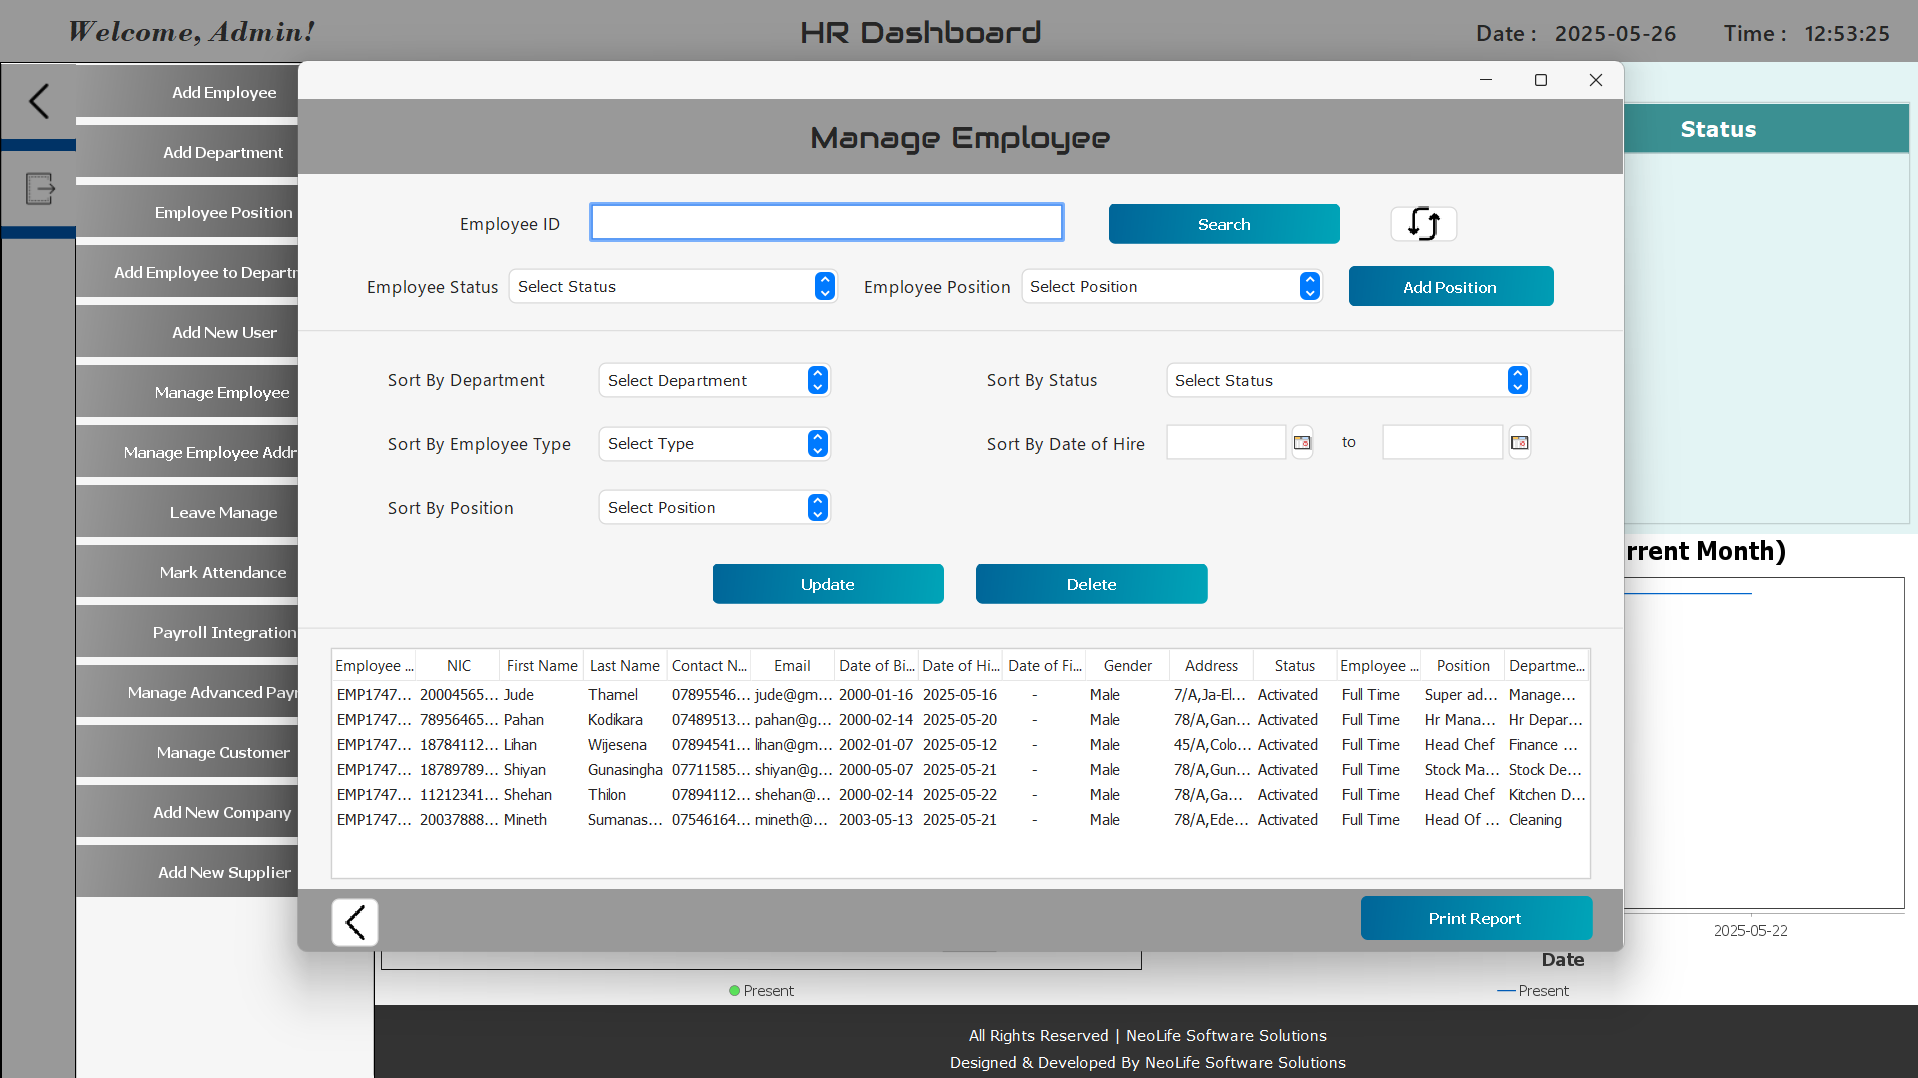 Welcome, Admin!
HR Dashboard
Date : 2025-05-26 Time : 12:53:25
Add Employee
Add Department
Employee Position
Add Employee to Departr
Add New User
Manage Employee
Manage Employee Addr
Leave Manage
Mark Attendance
Payroll Integration
Manage Advanced Payr
Manage Customer
Add New Company
Add New Supplier
Manage Employee
Employee ID
Search
Employee Status Select Status Employee Position Select Position Add Position
Sort By Department Select Department Sort By Status Select Status
Sort By Employee Type Select Type Sort By Date of Hire to
Sort By Position Select Position
Update Delete
Employee ... NIC First Name Last Name Contact N... Email Date of Bi... Date of Hi... Date of Fi... Gender Address Status Employee ... Position Departme...
EMP1747... 20004565... Jude Thamel 07895546... jude@gm... 2000-01-16 2025-05-16 - Male 7/A,Ja-El... Activated Full Time Super ad... Manage...
EMP1747... 78956465... Pahan Kodikara 07489513... pahan@g... 2000-02-14 2025-05-20 - Male 78/A,Gan... Activated Full Time Hr Mana... Hr Depar...
EMP1747... 18784112... Lihan Wijesena 07894541... lihan@gm... 2002-01-07 2025-05-12 - Male 45/A,Colo... Activated Full Time Head Chef Finance ...
EMP1747... 18789789... Shiyan Gunasingha 07711585... shiyan@g... 2000-05-07 2025-05-21 - Male 78/A,Gun... Activated Full Time Stock Ma... Stock De...
EMP1747... 11212341... Shehan Thilon 07894112... shehan@... 2000-02-14 2025-05-22 - Male 78/A,Ga... Activated Full Time Head Chef Kitchen D...
EMP1747... 20037888... Mineth Sumanas... 07546164... mineth@... 2003-05-13 2025-05-21 - Male 78/A,Ede... Activated Full Time Head Of ... Cleaning
Print Report
Status
rrent Month)
2025-05-22
Date
Present
Present
All Rights Reserved | NeoLife Software Solutions
Designed & Developed By NeoLife Software Solutions